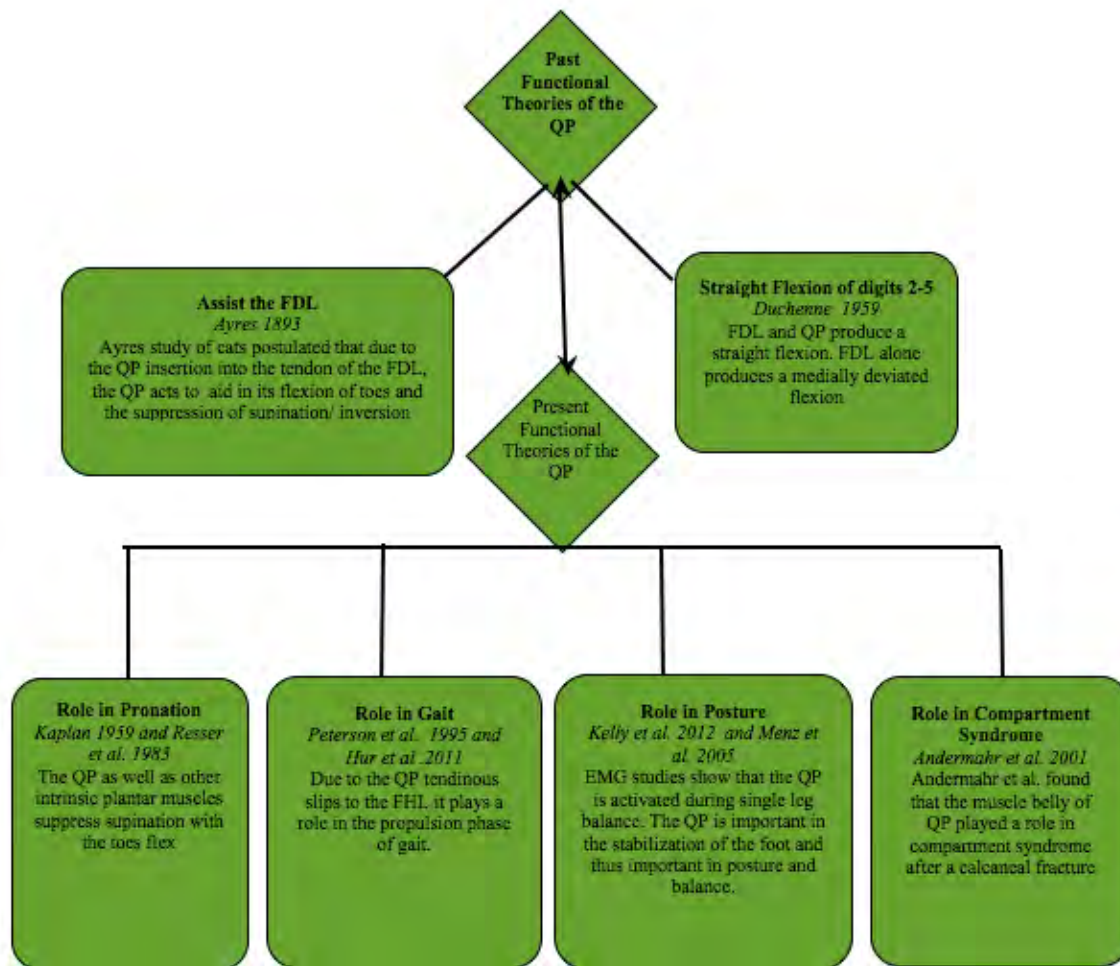 Past
Functional
Theories of the
QP
Assist the FDL
Ayres 1893
Ayres study of cats postulated that due to
the QP insertion into the tendon of the FDL,
the QP acts to aid in its flexion of toes and
the suppression of supination/ inversion
Straight Flexion of digits 2-5
Duchenne 1959
FDL and QP produce a
straight flexion. FDL alone
produces a medially deviated
flexion
Present
Functional
Theories of the
QP
Role in Pronation
Kaplan 1959 and Resser
et al. 1983
The QP as well as other
intrinsic plantar muscles
suppress supination with
the toes flex
Role in Gait
Peterson et al. 1995 and
Hur et al .2011
Due to the QP tendinous
slips to the FHL it plays a
role in the propulsion phase
of gait.
Role in Posture
Kelly et al. 2012 and Menz et
al. 2005
EMG studies show that the QP
is activated during single leg
balance. The QP is important in
the stabilization of the foot and
thus important in posture and
balance.
Role in Compartment
Syndrome
Andermahr et al. 2001
Andermahr et al. found
that the muscle belly of
QP played a role in
compartment syndrome
after a calcaneal fracture